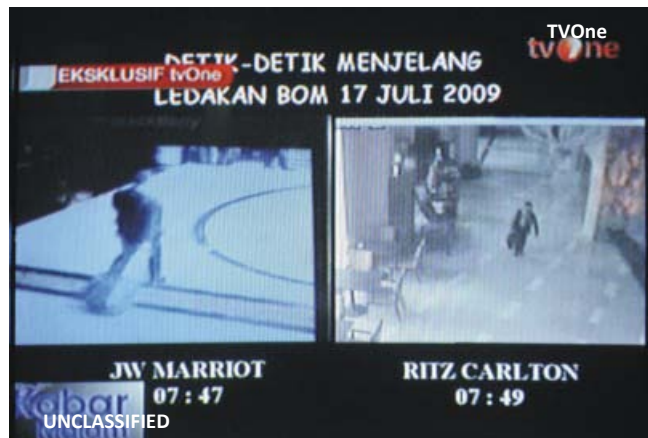 TVOne
tvOne
DETIK-DETIK MENJELANG
EKSKLUSIF tvOne
LEDAKAN BOM 17 JULI 2009
JW MARRIOT
07 : 47
RITZ CARLTON
07 : 49
Kabar
Malam
UNCLASSIFIED